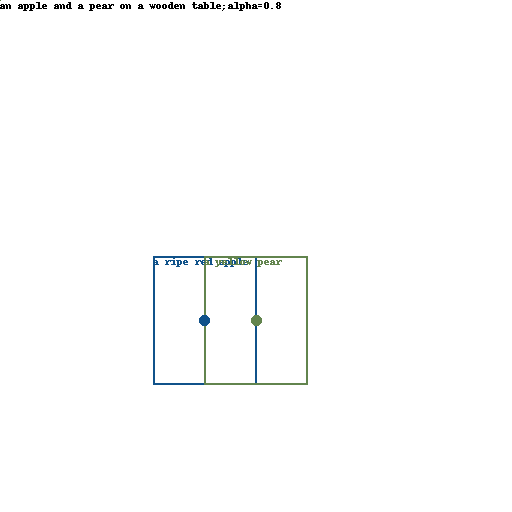 an apple and a pear on a wooden table;alpha=0.8
a ripe red apple
a yellow pear